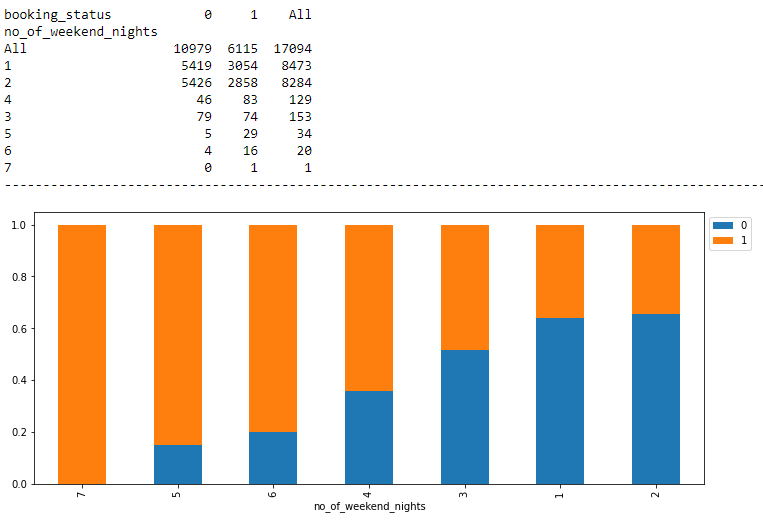 booking_status 0 1 All
no_of_weekend_nights
All 10979 6115 17094
1 5419 3054 8473
2 5426 2858 8284
4 46 83 129
3 79 74 153
5 5 29 34
6 4 16 20
7 0 1 1
------------------------------------------------------------------------------------------------------------------------
1.0
0.8
0.6
0.4
0.2
0.0
0
1
7 5 6 4 3 1 2
no_of_weekend_nights